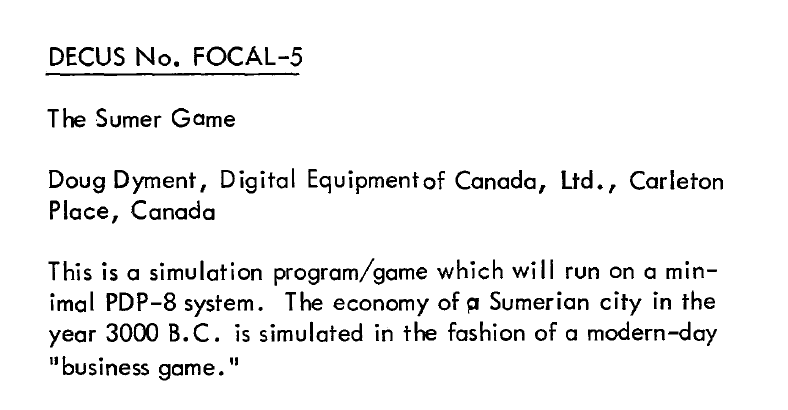 DECUS No. FOCAL-5
The Sumer Game
Doug Dyment, Digital Equipment of Canada, Ltd., Carleton
Place, Canada
This is a simulation program/game which will run on a min-
imal PDP-8 system. The economy of a Sumerian city in the
year 3000 B.C. is simulated in the fashion of a modern-day
"business game."